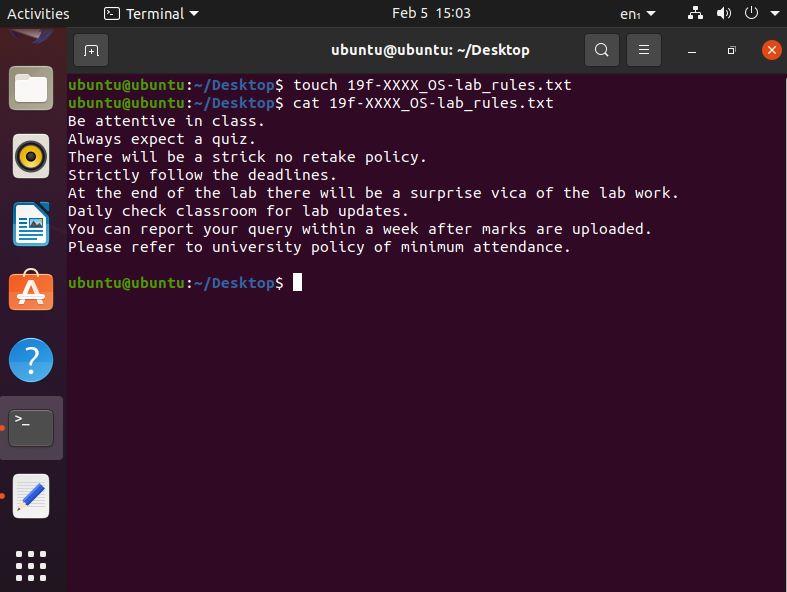 Activities Terminal Feb 5 15:03 en₁
ubuntu@ubuntu: ~/Desktop
ubuntu@ubuntu:~/Desktop$ touch 19f-XXXX_OS-lab_rules.txt
ubuntu@ubuntu:~/Desktop$ cat 19f-XXXX_OS-lab_rules.txt
Be attentive in class.
Always expect a quiz.
There will be a strick no retake policy.
Strictly follow the deadlines.
At the end of the lab there will be a surprise vica of the lab work.
Daily check classroom for lab updates.
You can report your query within a week after marks are uploaded.
Please refer to university policy of minimum attendance.
ubuntu@ubuntu:~/Desktop$